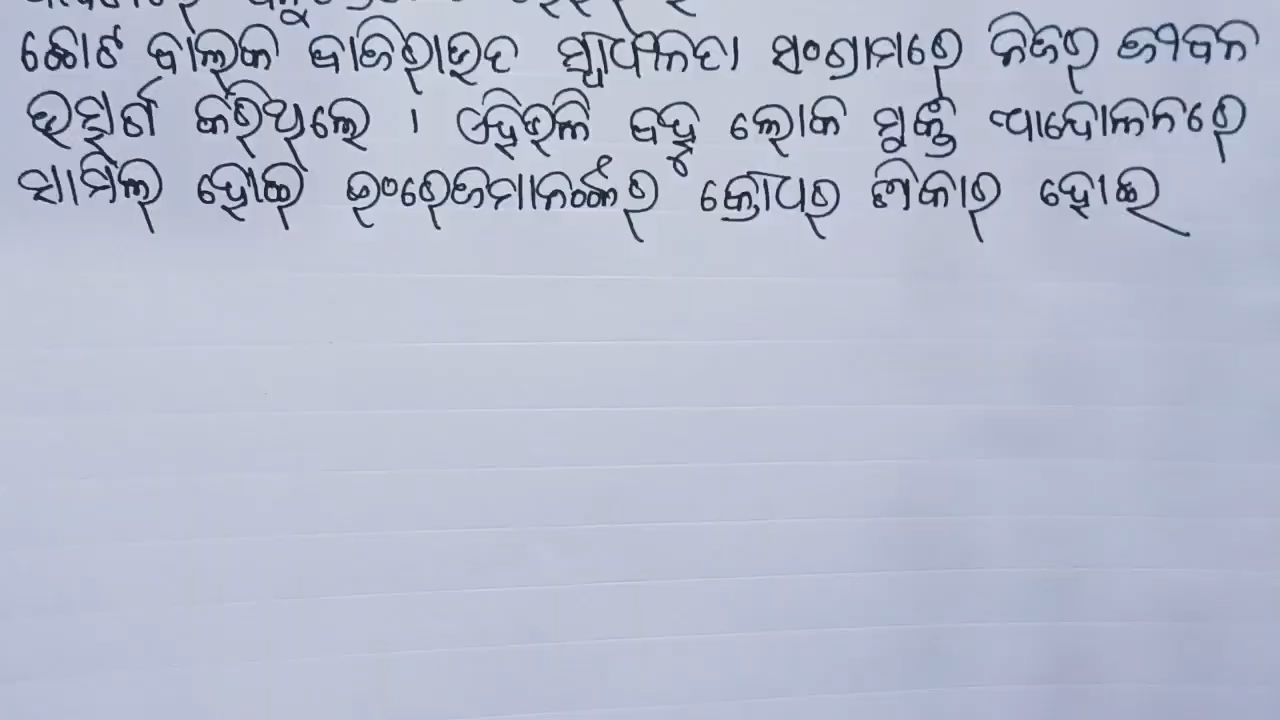 ଛୋଟ ବାଲକ ବାଜିରାଉତ ସ୍ୱାଧୀନତା ସଂଗ୍ରାମରେ ନିଜର ଜୀବନ
ଉତ୍ସର୍ଗ କରିଥିଲେ । ଏହିଭଳି ବହୁ ଲୋକ ମୁକ୍ତି ଆନ୍ଦୋଳନରେ
ସାମିଲ ହୋଇ ଇଂରେଜମାନଙ୍କର କ୍ରୋଧର ଶିକାର ହୋଇ